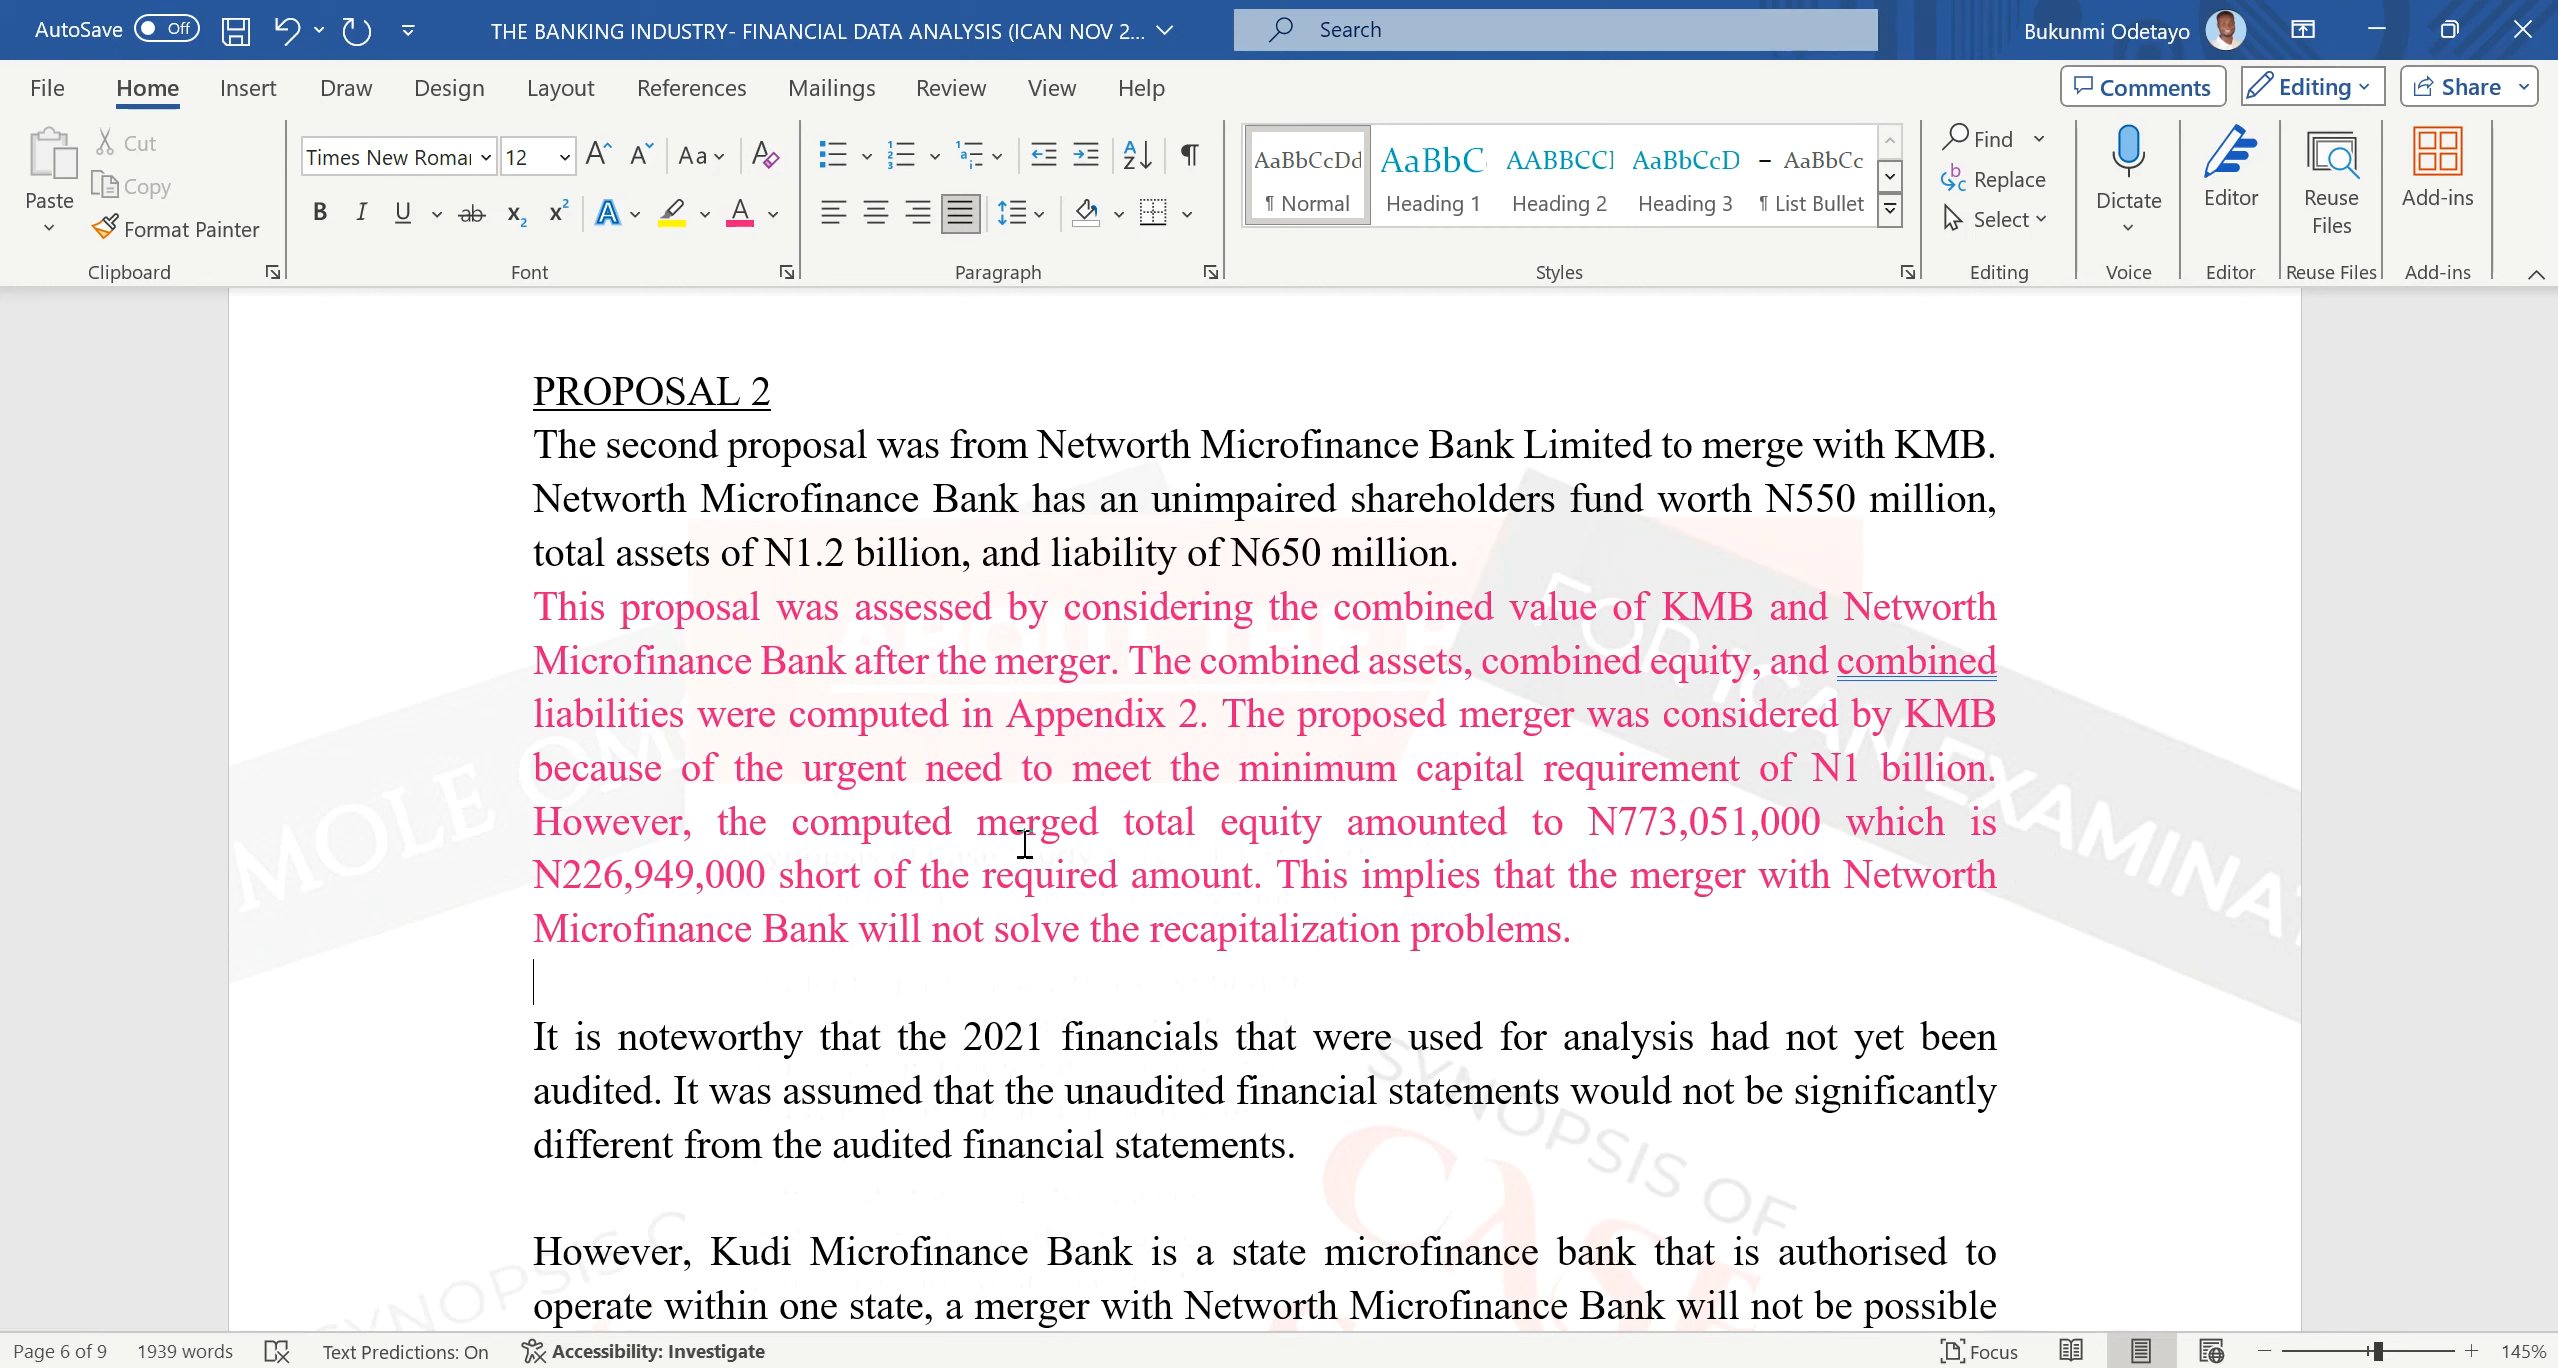 AutoSave Off THE BANKING INDUSTRY- FINANCIAL DATA ANALYSIS (ICAN NOV 2... Search Bukunmi Odetayo
File Home Insert Draw Design Layout References Mailings Review View Help Comments Editing Share
Paste Cut Copy Format Painter Clipboard
Times New Roma 12 Aa B I U ab x₂ x² A A Font
Paragraph
AaBbCcDd AaBbC AABBCCI AaBbCcD – AaBbCc
¶ Normal Heading 1 Heading 2 Heading 3 ¶ List Bullet
Styles
Find Replace Select Editing
Dictate Voice
Editor Editor
Reuse Files Reuse Files
Add-ins Add-ins
PROPOSAL 2
The second proposal was from Networth Microfinance Bank Limited to merge with KMB.
Networth Microfinance Bank has an unimpaired shareholders fund worth N550 million,
total assets of N1.2 billion, and liability of N650 million.
This proposal was assessed by considering the combined value of KMB and Networth
Microfinance Bank after the merger. The combined assets, combined equity, and combined
liabilities were computed in Appendix 2. The proposed merger was considered by KMB
because of the urgent need to meet the minimum capital requirement of N1 billion.
However, the computed merged total equity amounted to N773,051,000 which is
N226,949,000 short of the required amount. This implies that the merger with Networth
Microfinance Bank will not solve the recapitalization problems.
It is noteworthy that the 2021 financials that were used for analysis had not yet been
audited. It was assumed that the unaudited financial statements would not be significantly
different from the audited financial statements.
However, Kudi Microfinance Bank is a state microfinance bank that is authorised to
operate within one state, a merger with Networth Microfinance Bank will not be possible
MOLE OM
FOR ICAN EXAMINA
SYNOPSIS OF
CASE
SYNOPSIS
Page 6 of 9 1939 words Text Predictions: On Accessibility: Investigate Focus 145%